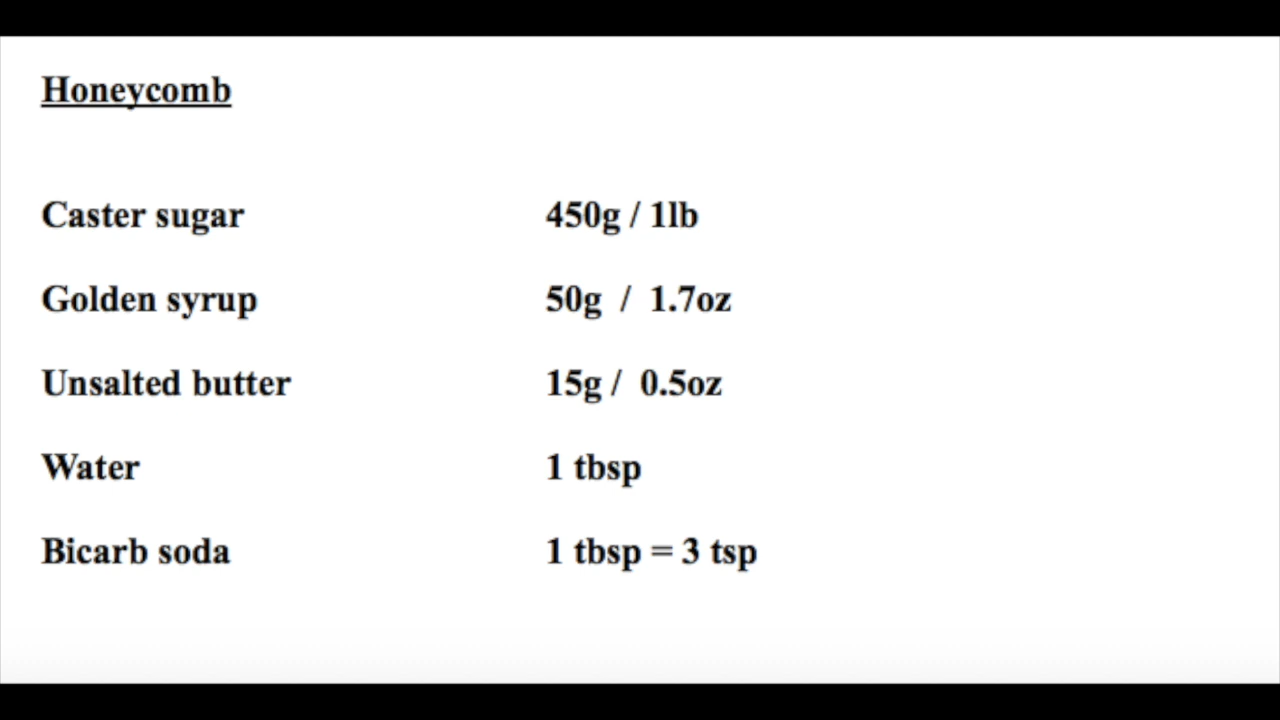 Honeycomb
Caster sugar 450g / 1lb
Golden syrup 50g / 1.7oz
Unsalted butter 15g / 0.5oz
Water 1 tbsp
Bicarb soda 1 tbsp = 3 tsp